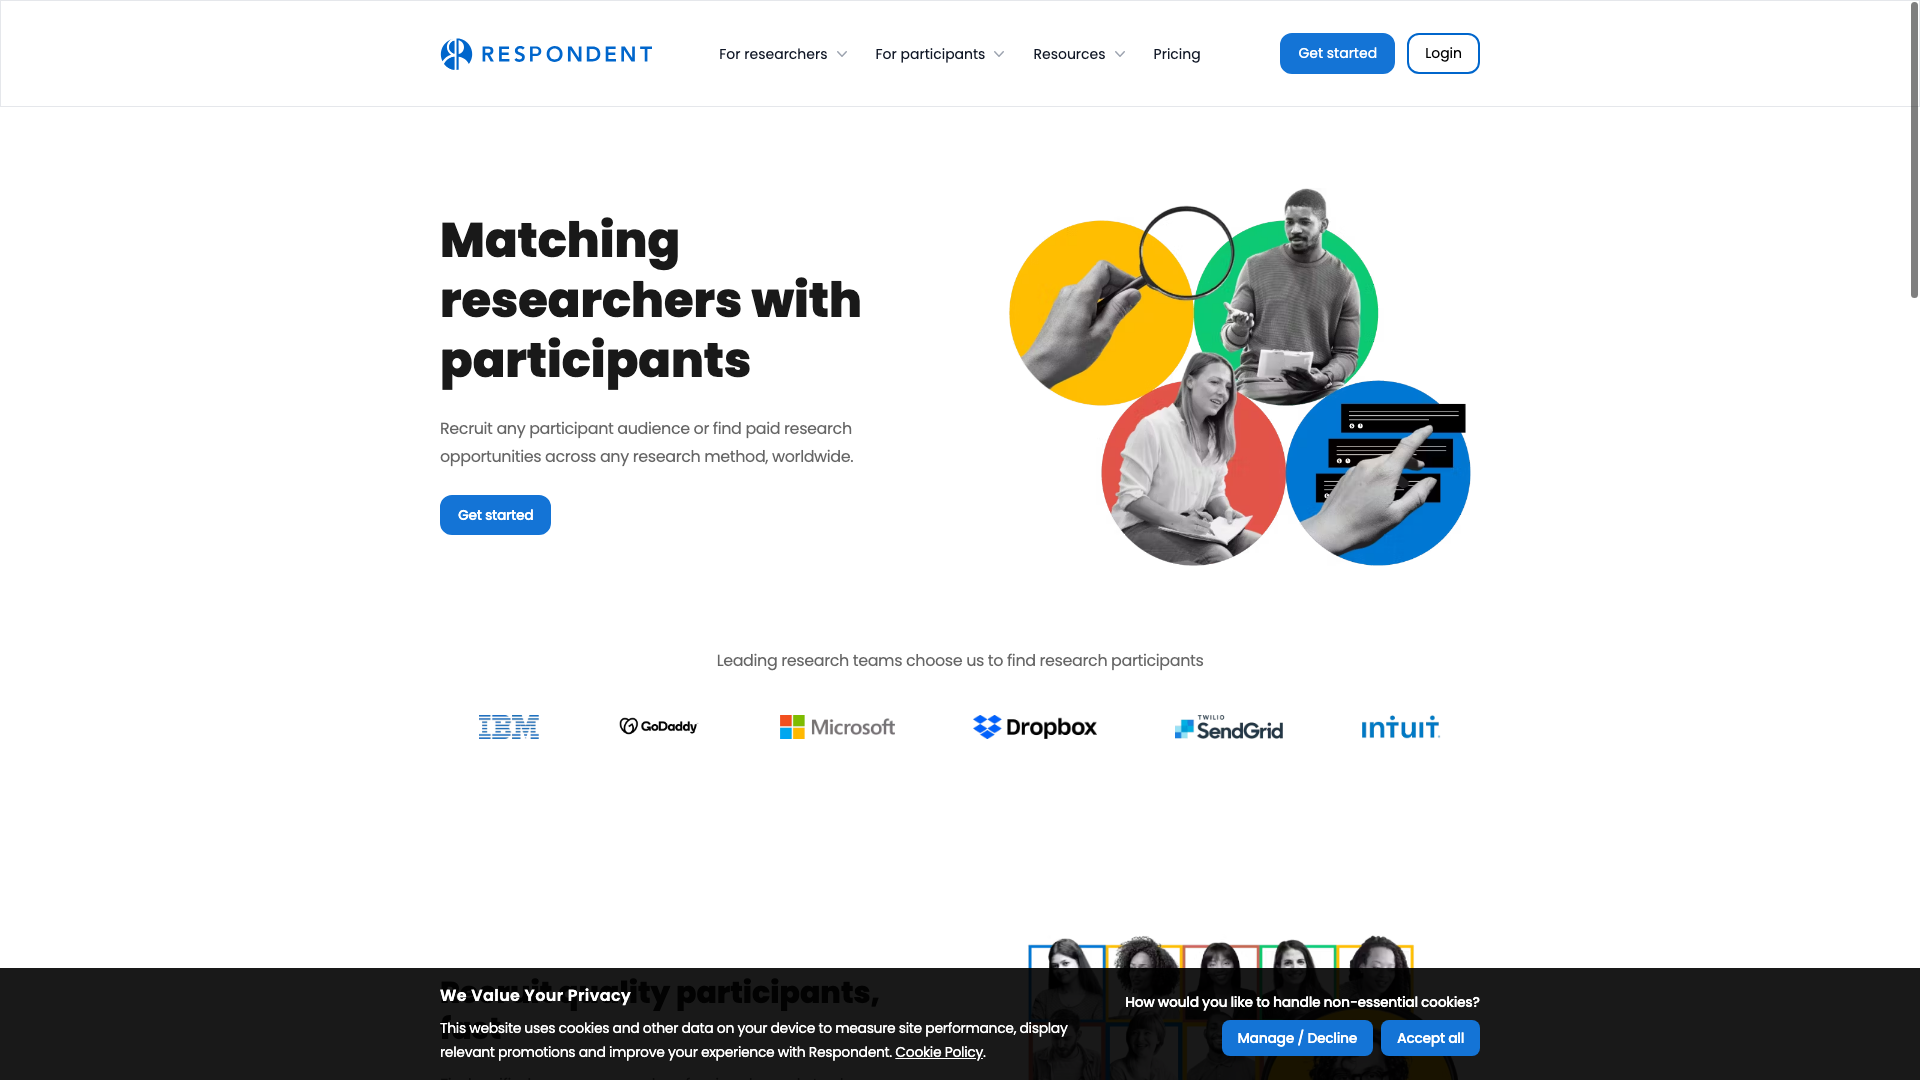 RESPONDENT
For researchers
For participants
Resources
Pricing
Get started
Login
Matching
researchers with
participants
Recruit any participant audience or find paid research
opportunities across any research method, worldwide.
Get started
Leading research teams choose us to find research participants
IBM
GoDaddy
Microsoft
Dropbox
TWILIO
SendGrid
intuit
Recruit quality participants,
fast
We Value Your Privacy
This website uses cookies and other data on your device to measure site performance, display
relevant promotions and improve your experience with Respondent. Cookie Policy.
How would you like to handle non-essential cookies?
Manage / Decline
Accept all